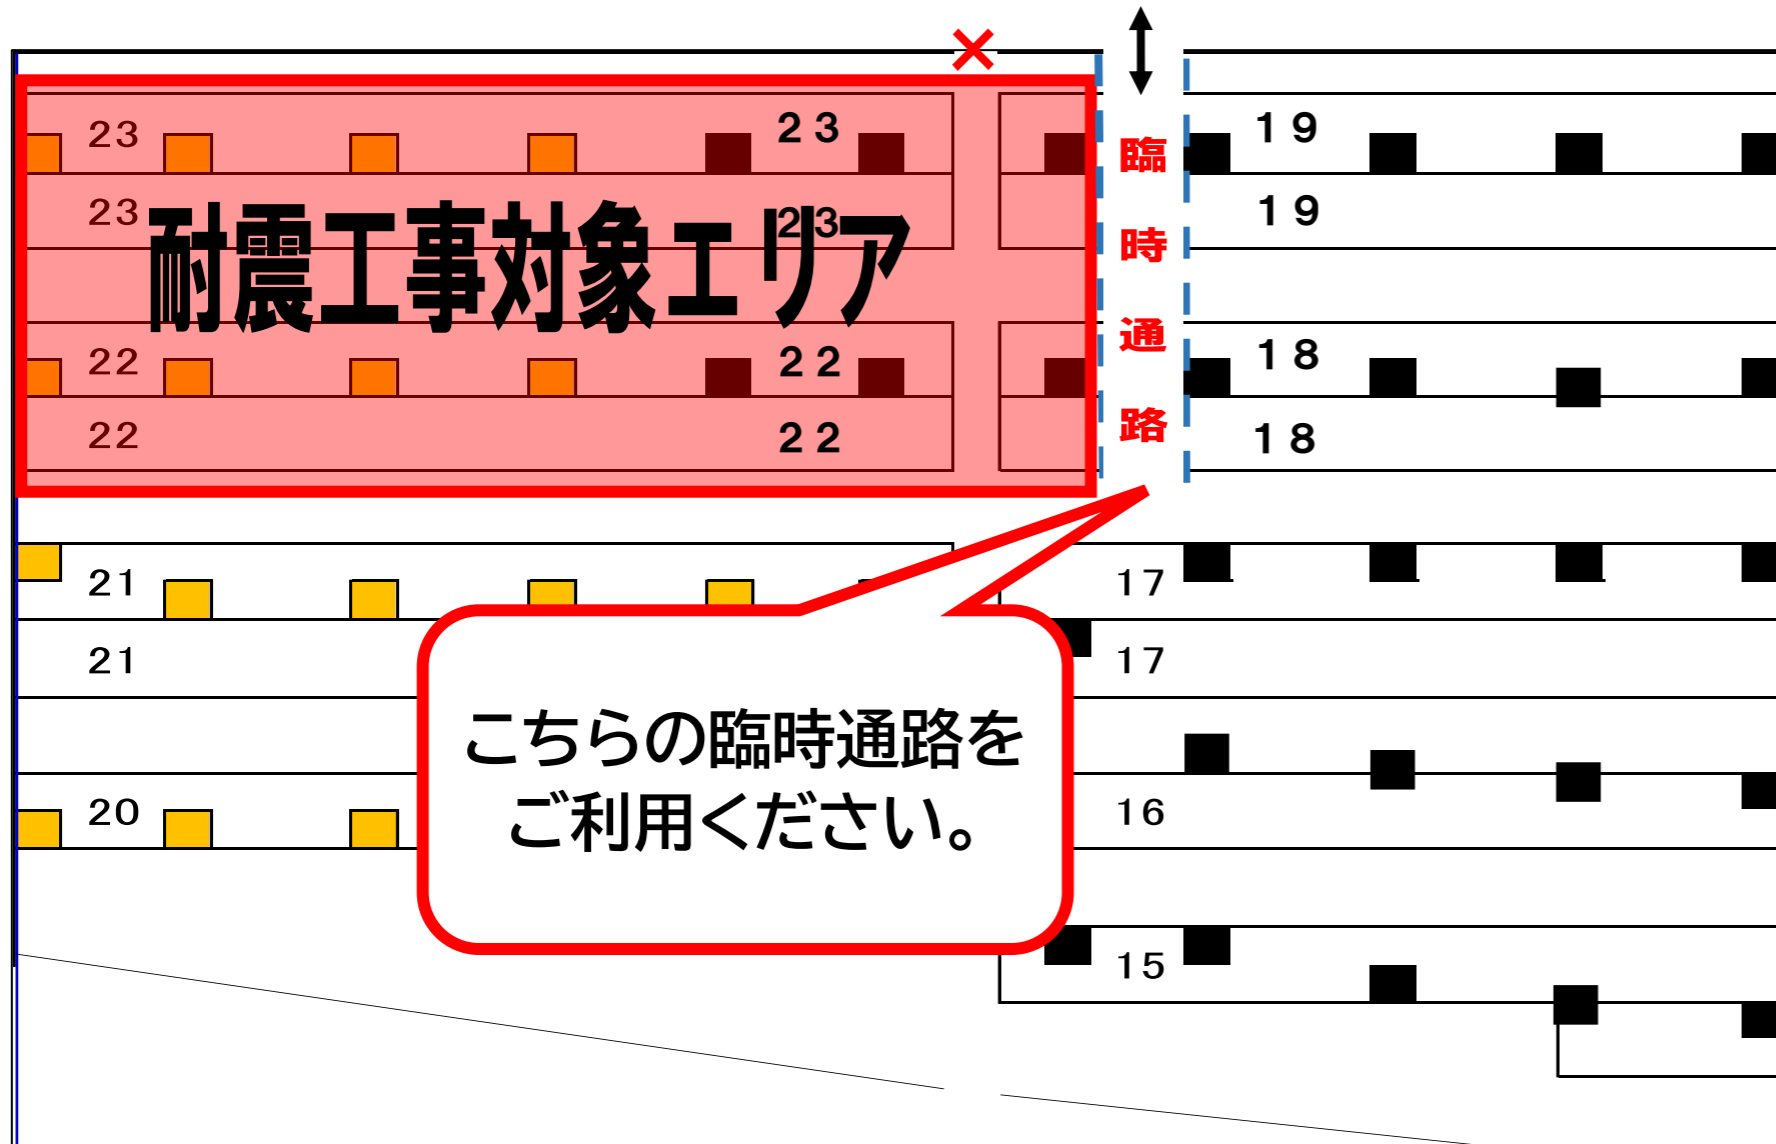 ×
23 23 19
臨
23 23 19
耐震工事対象エリア
時
通
22 22 18
路
22 22 18
21 17
21 17
こちらの臨時通路を
ご利用ください。
20 16
15